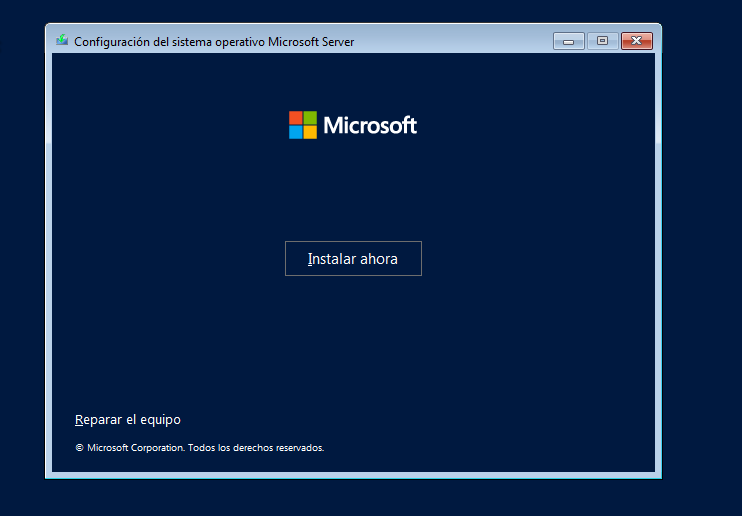 Configuración del sistema operativo Microsoft Server
Microsoft
Instalar ahora
Reparar el equipo
© Microsoft Corporation. Todos los derechos reservados.